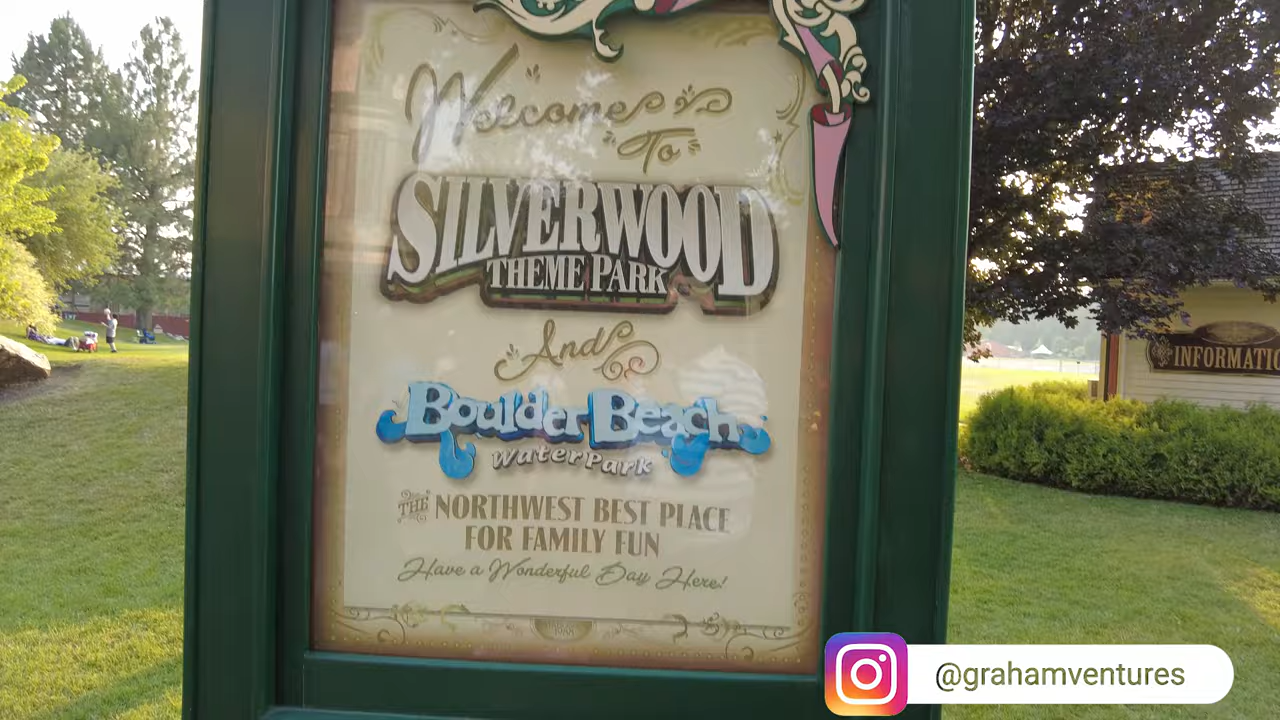 Welcome
To
SILVERWOOD
THEME PARK
And
Boulder Beach
WaterPark
THE NORTHWEST BEST PLACE
FOR FAMILY FUN
Have a Wonderful Day Here!
1988
INFORMATIO
@grahamventures